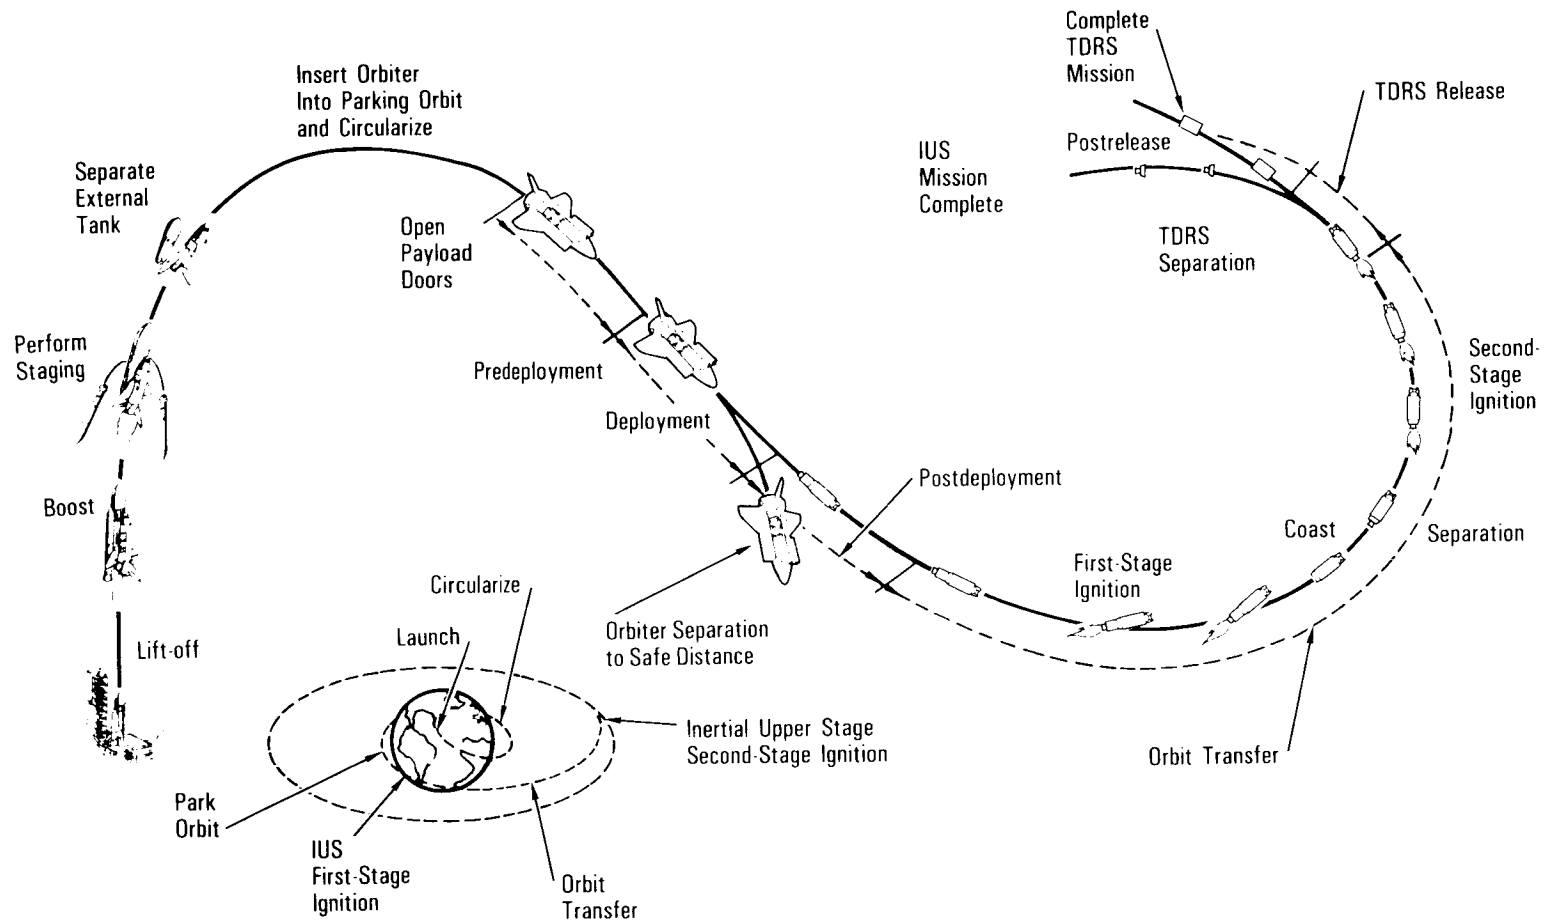 Complete
TDRS
Mission
TDRS Release
Insert Orbiter
Into Parking Orbit
and Circularize
Postrelease
IUS
Mission
Complete
Separate
External
Tank
Open
Payload
Doors
TDRS
Separation
Perform
Staging
Predeployment
Second-
Stage
Ignition
Deployment
Boost
Postdeployment
Coast
Separation
First-Stage
Ignition
Circularize
Launch
Orbiter Separation
to Safe Distance
Lift-off
Inertial Upper Stage
Second-Stage Ignition
Orbit Transfer
Park
Orbit
IUS
First-Stage
Ignition
Orbit
Transfer